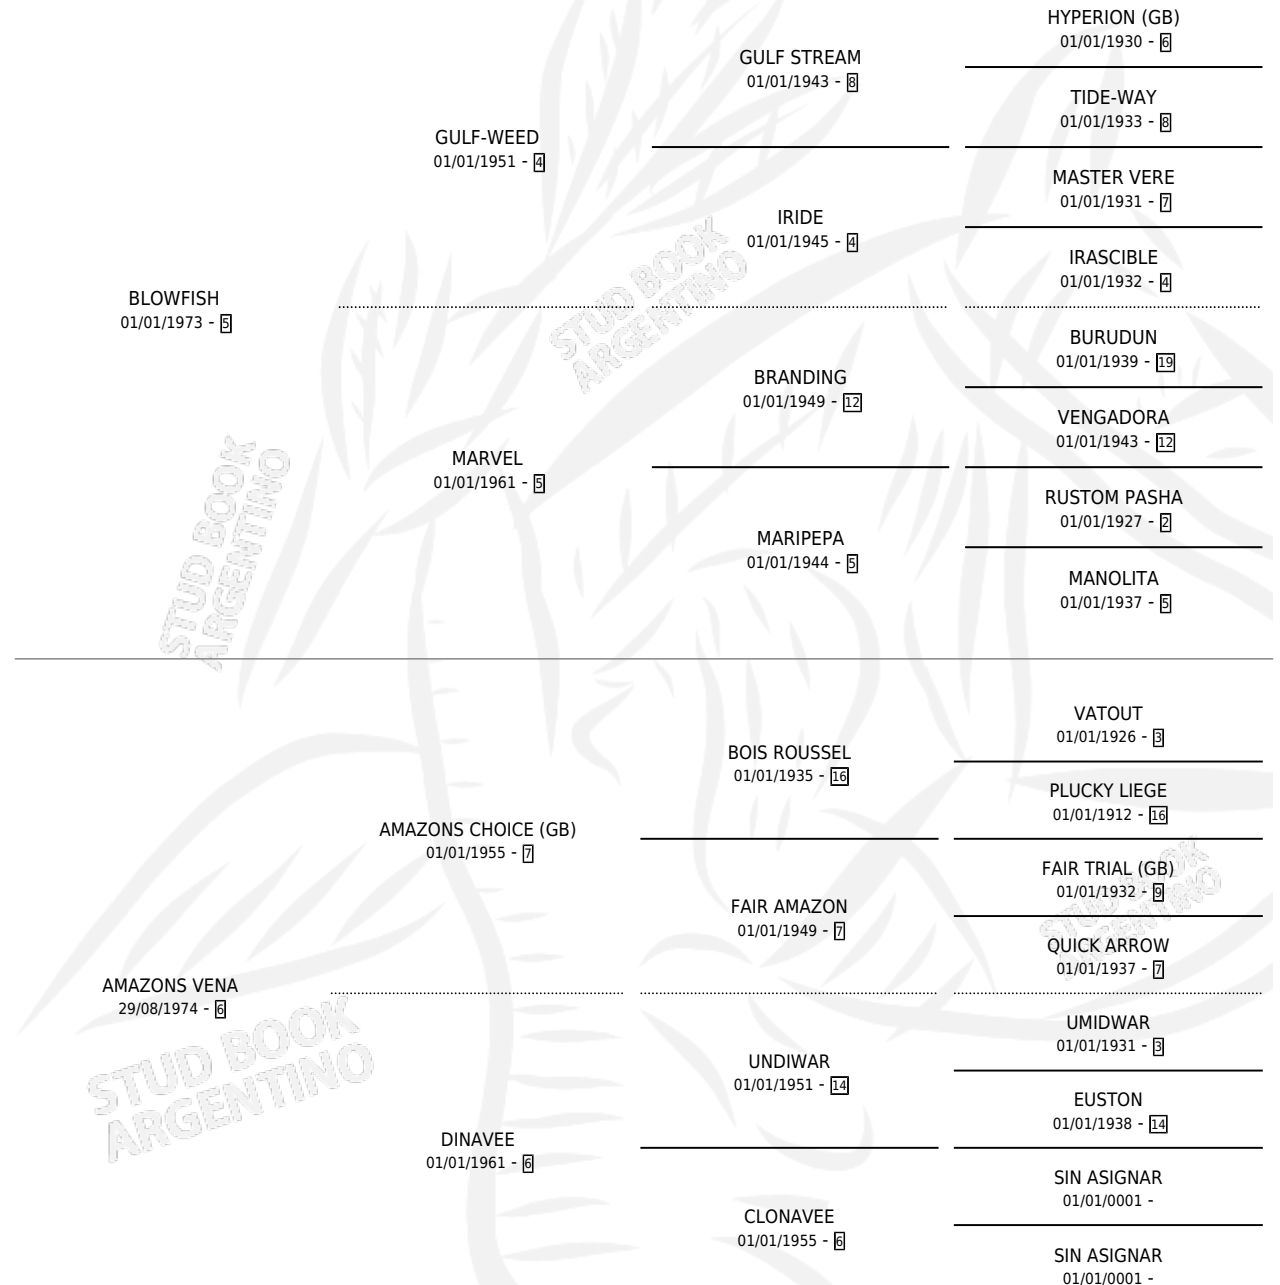 HYPERION (GB)
01/01/1930 - 6
GULF STREAM
01/01/1943 - 8
TIDE-WAY
01/01/1933 - 8
GULF-WEED
01/01/1951 - 4
MASTER VERE
01/01/1931 - 7
IRIDE
01/01/1945 - 4
IRASCIBLE
01/01/1932 - 4
BLOWFISH
01/01/1973 - 5
BURUDUN
01/01/1939 - 19
BRANDING
01/01/1949 - 12
VENGADORA
01/01/1943 - 12
MARVEL
01/01/1961 - 5
RUSTOM PASHA
01/01/1927 - 2
MARIPEPA
01/01/1944 - 5
MANOLITA
01/01/1937 - 5
VATOUT
01/01/1926 - 3
BOIS ROUSSEL
01/01/1935 - 16
PLUCKY LIEGE
01/01/1912 - 16
AMAZONS CHOICE (GB)
01/01/1955 - 7
FAIR TRIAL (GB)
01/01/1932 - 9
FAIR AMAZON
01/01/1949 - 7
QUICK ARROW
01/01/1937 - 7
AMAZONS VENA
29/08/1974 - 6
UMIDWAR
01/01/1931 - 3
UNDIWAR
01/01/1951 - 14
EUSTON
01/01/1938 - 14
DINAVEE
01/01/1961 - 6
SIN ASIGNAR
01/01/0001 -
CLONAVEE
01/01/1955 - 6
SIN ASIGNAR
01/01/0001 -
STUD BOOK
ARGENTINO
STUD BOOK
ARGENTINO
STUD BOOK
ARGENTINO
STUD BOOK
ARGENTINO